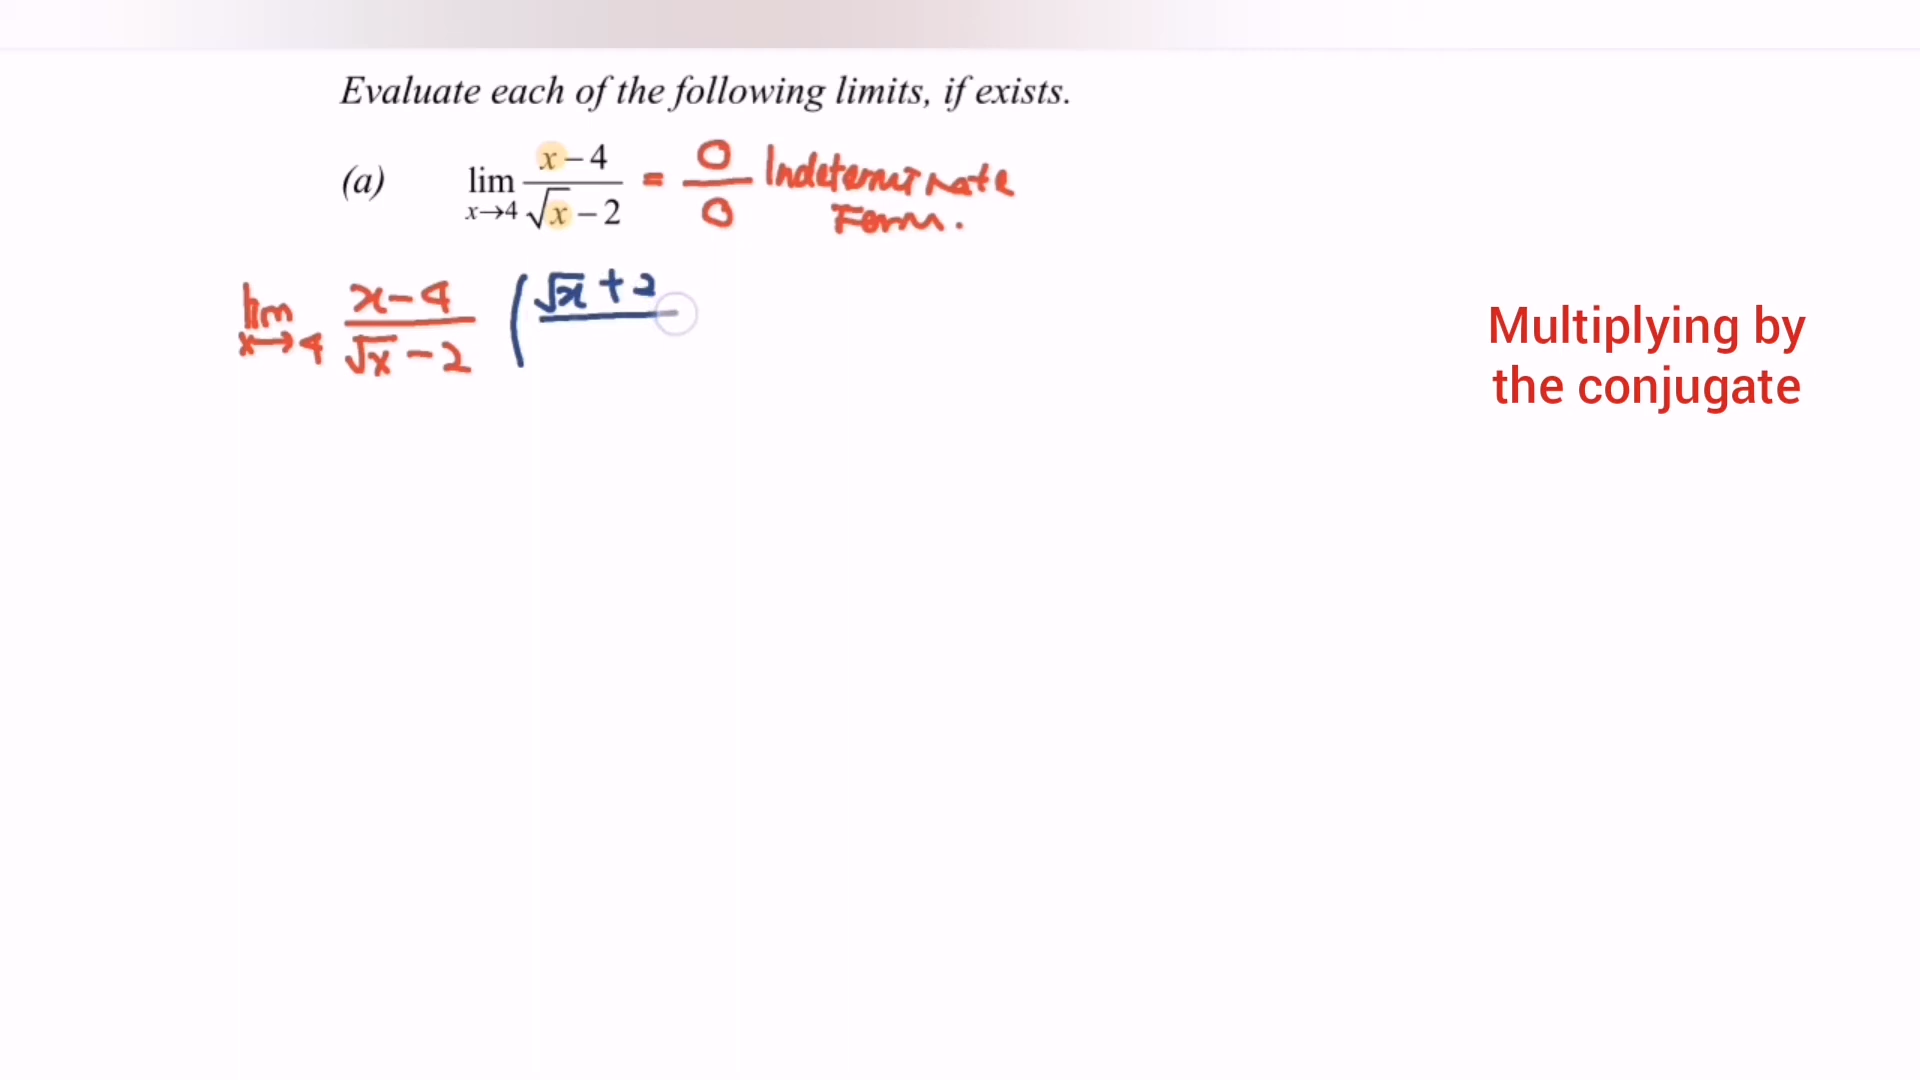 Evaluate each of the following limits, if exists.
(a) lim x→4 x − 4 / √x − 2 = 0 / 0 Indeterminate Form.
lim x→4 x − 4 / √x − 2 ( √x + 2
Multiplying by
the conjugate